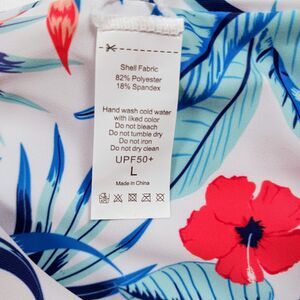 Shell Fabric
82% Polyester
18% Spandex
Hand wash cold water
with liked color
Do not bleach
Do not tumble dry
Do not iron
Do not dry clean
UPF50+
L
Made In China